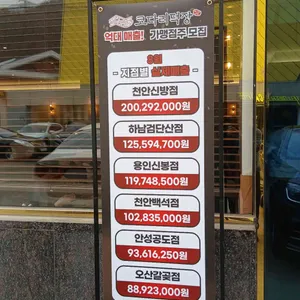 코다리락장
억대 매출! 가맹점주 모집
8월
- 지점별 실제매출 -
천안신방점
200,292,000원
하남검단산점
125,594,700원
용인신봉점
119,748,500원
천안백석점
102,835,000원
안성공도점
93,616,250원
오산갈곶점
88,923,000원